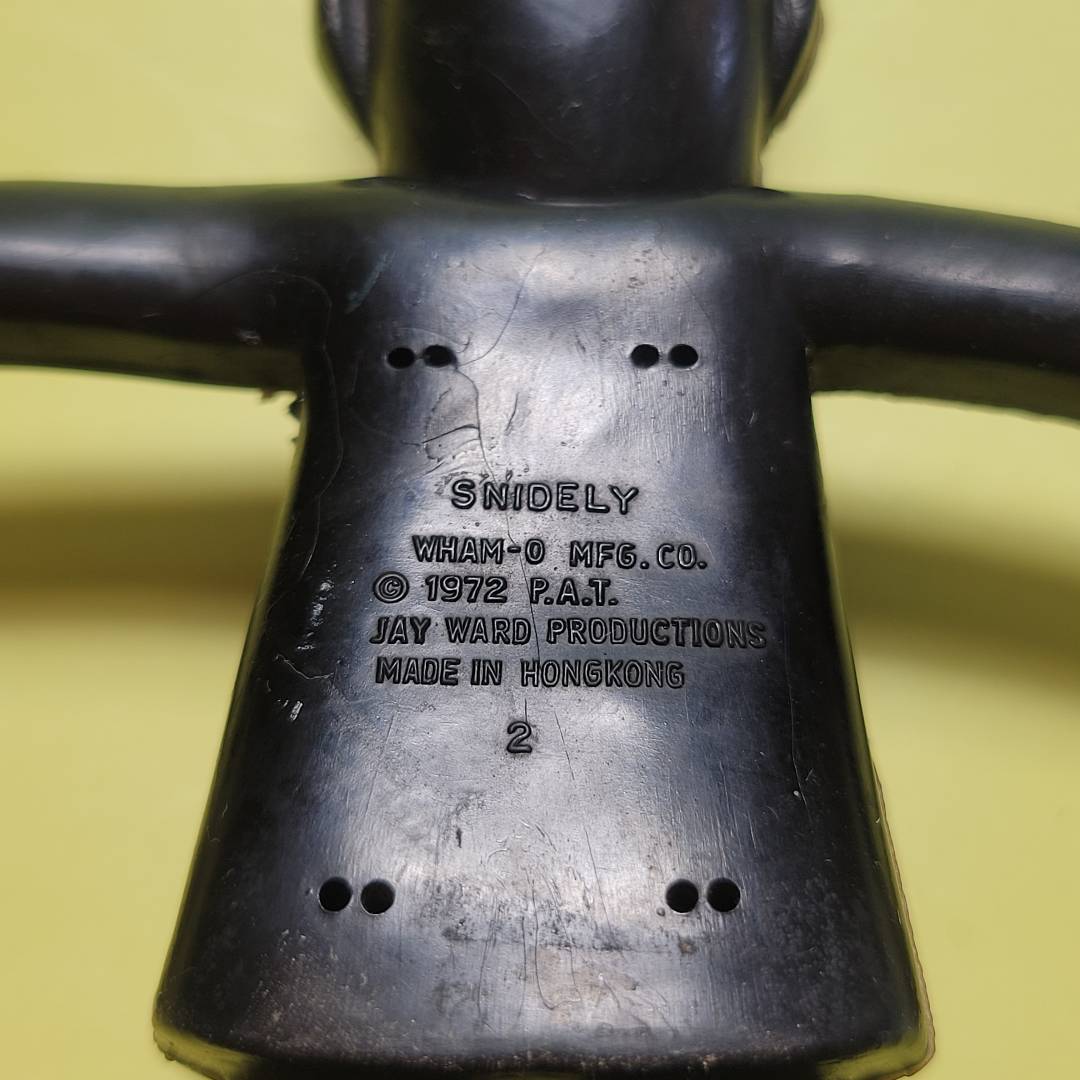 SNIDELY
WHAM-O MFG. CO.
© 1972 P.A.T.
JAY WARD PRODUCTIONS
MADE IN HONGKONG
2